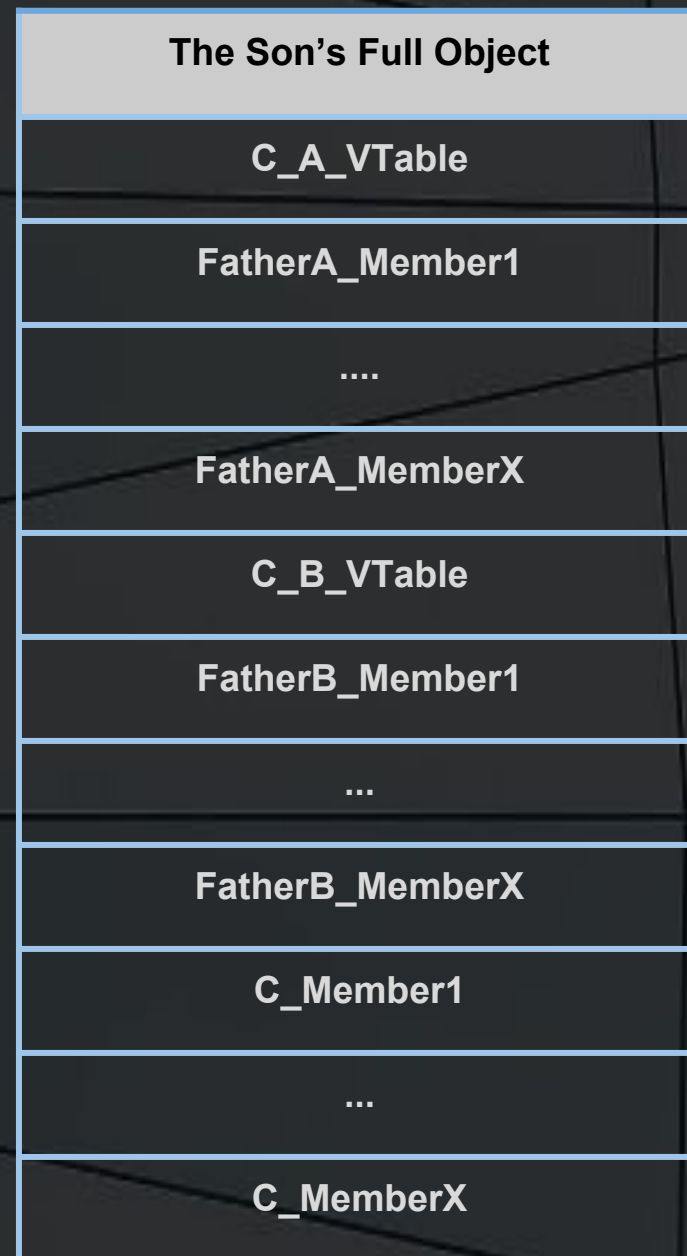 The Son’s Full Object
C_A_VTable
FatherA_Member1
....
FatherA_MemberX
C_B_VTable
FatherB_Member1
...
FatherB_MemberX
C_Member1
...
C_MemberX